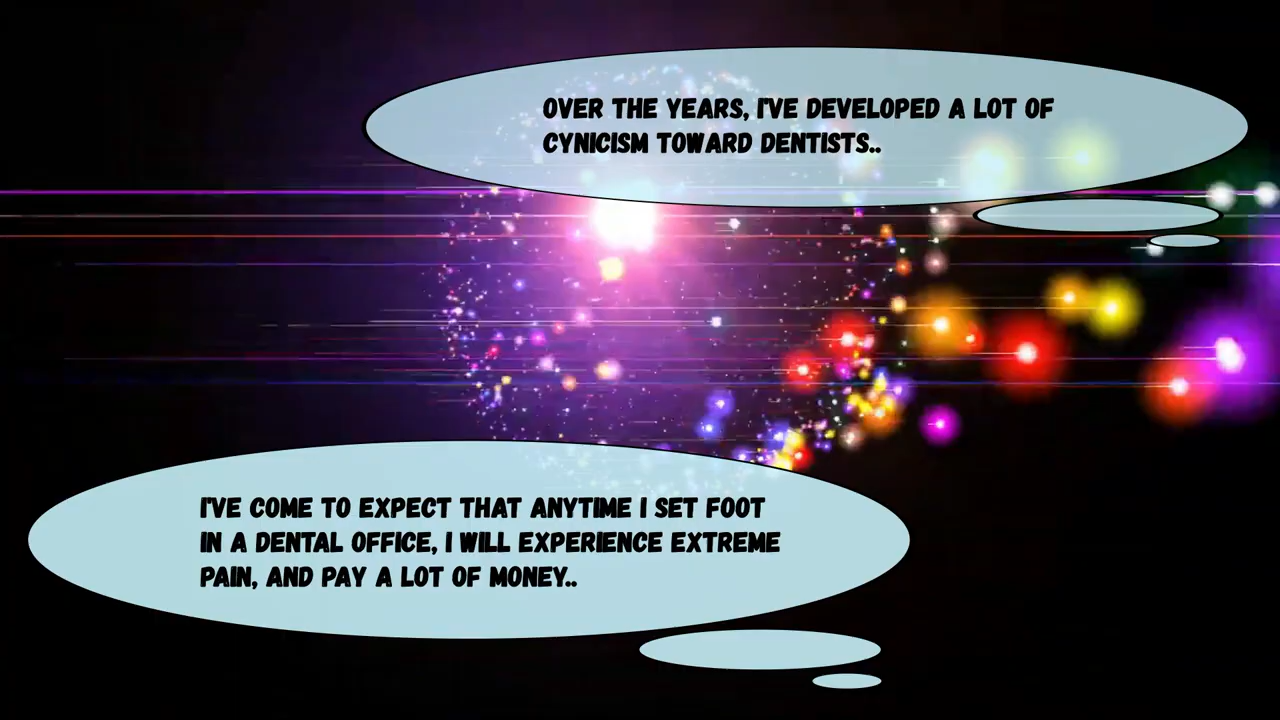 OVER THE YEARS, I'VE DEVELOPED A LOT OF
CYNICISM TOWARD DENTISTS..
I'VE COME TO EXPECT THAT ANYTIME I SET FOOT
IN A DENTAL OFFICE, I WILL EXPERIENCE EXTREME
PAIN, AND PAY A LOT OF MONEY..